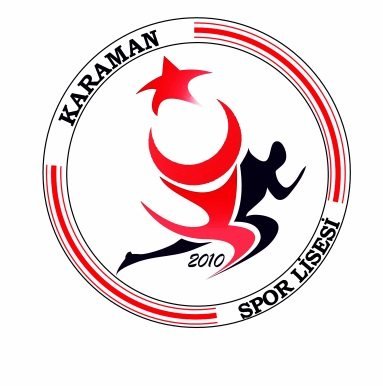 KARAMAN
2010
SPOR LİSESİ